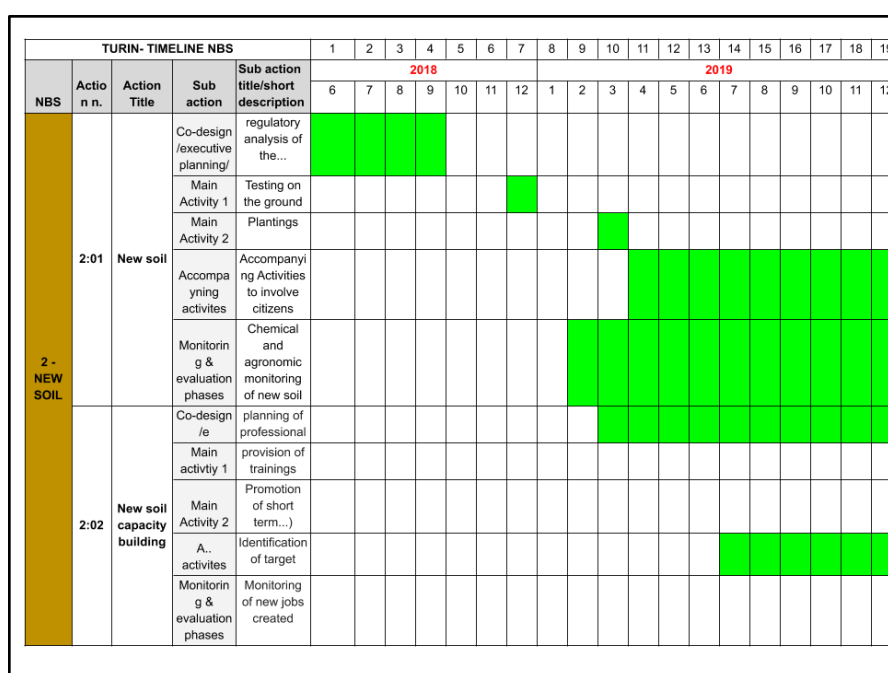 TURIN- TIMELINE NBS 1 2 3 4 5 6 7 8 9 10 11 12 13 14 15 16 17 18 19
2018 2019
NBS
Actio
n n.
Action
Title
Sub
action
Sub action
title/short
description
6 7 8 9 10 11 12 1 2 3 4 5 6 7 8 9 10 11 12
2 -
NEW
SOIL
2:01
New soil
Co-design
/executive
planning/
regulatory
analysis of
the...
Main
Activity 1
Testing on
the ground
Main
Activity 2
Plantings
Accompa
yning
activites
Accompanyi
ng Activities
to involve
citizens
Monitorin
g &
evaluation
phases
Chemical
and
agronomic
monitoring
of new soil
2:02
New soil
capacity
building
Co-design
/e
planning of
professional
Main
activtiy 1
provision of
trainings
Main
Activity 2
Promotion
of short
term...)
A..
activites
Identification
of target
Monitorin
g &
evaluation
phases
Monitoring
of new jobs
created